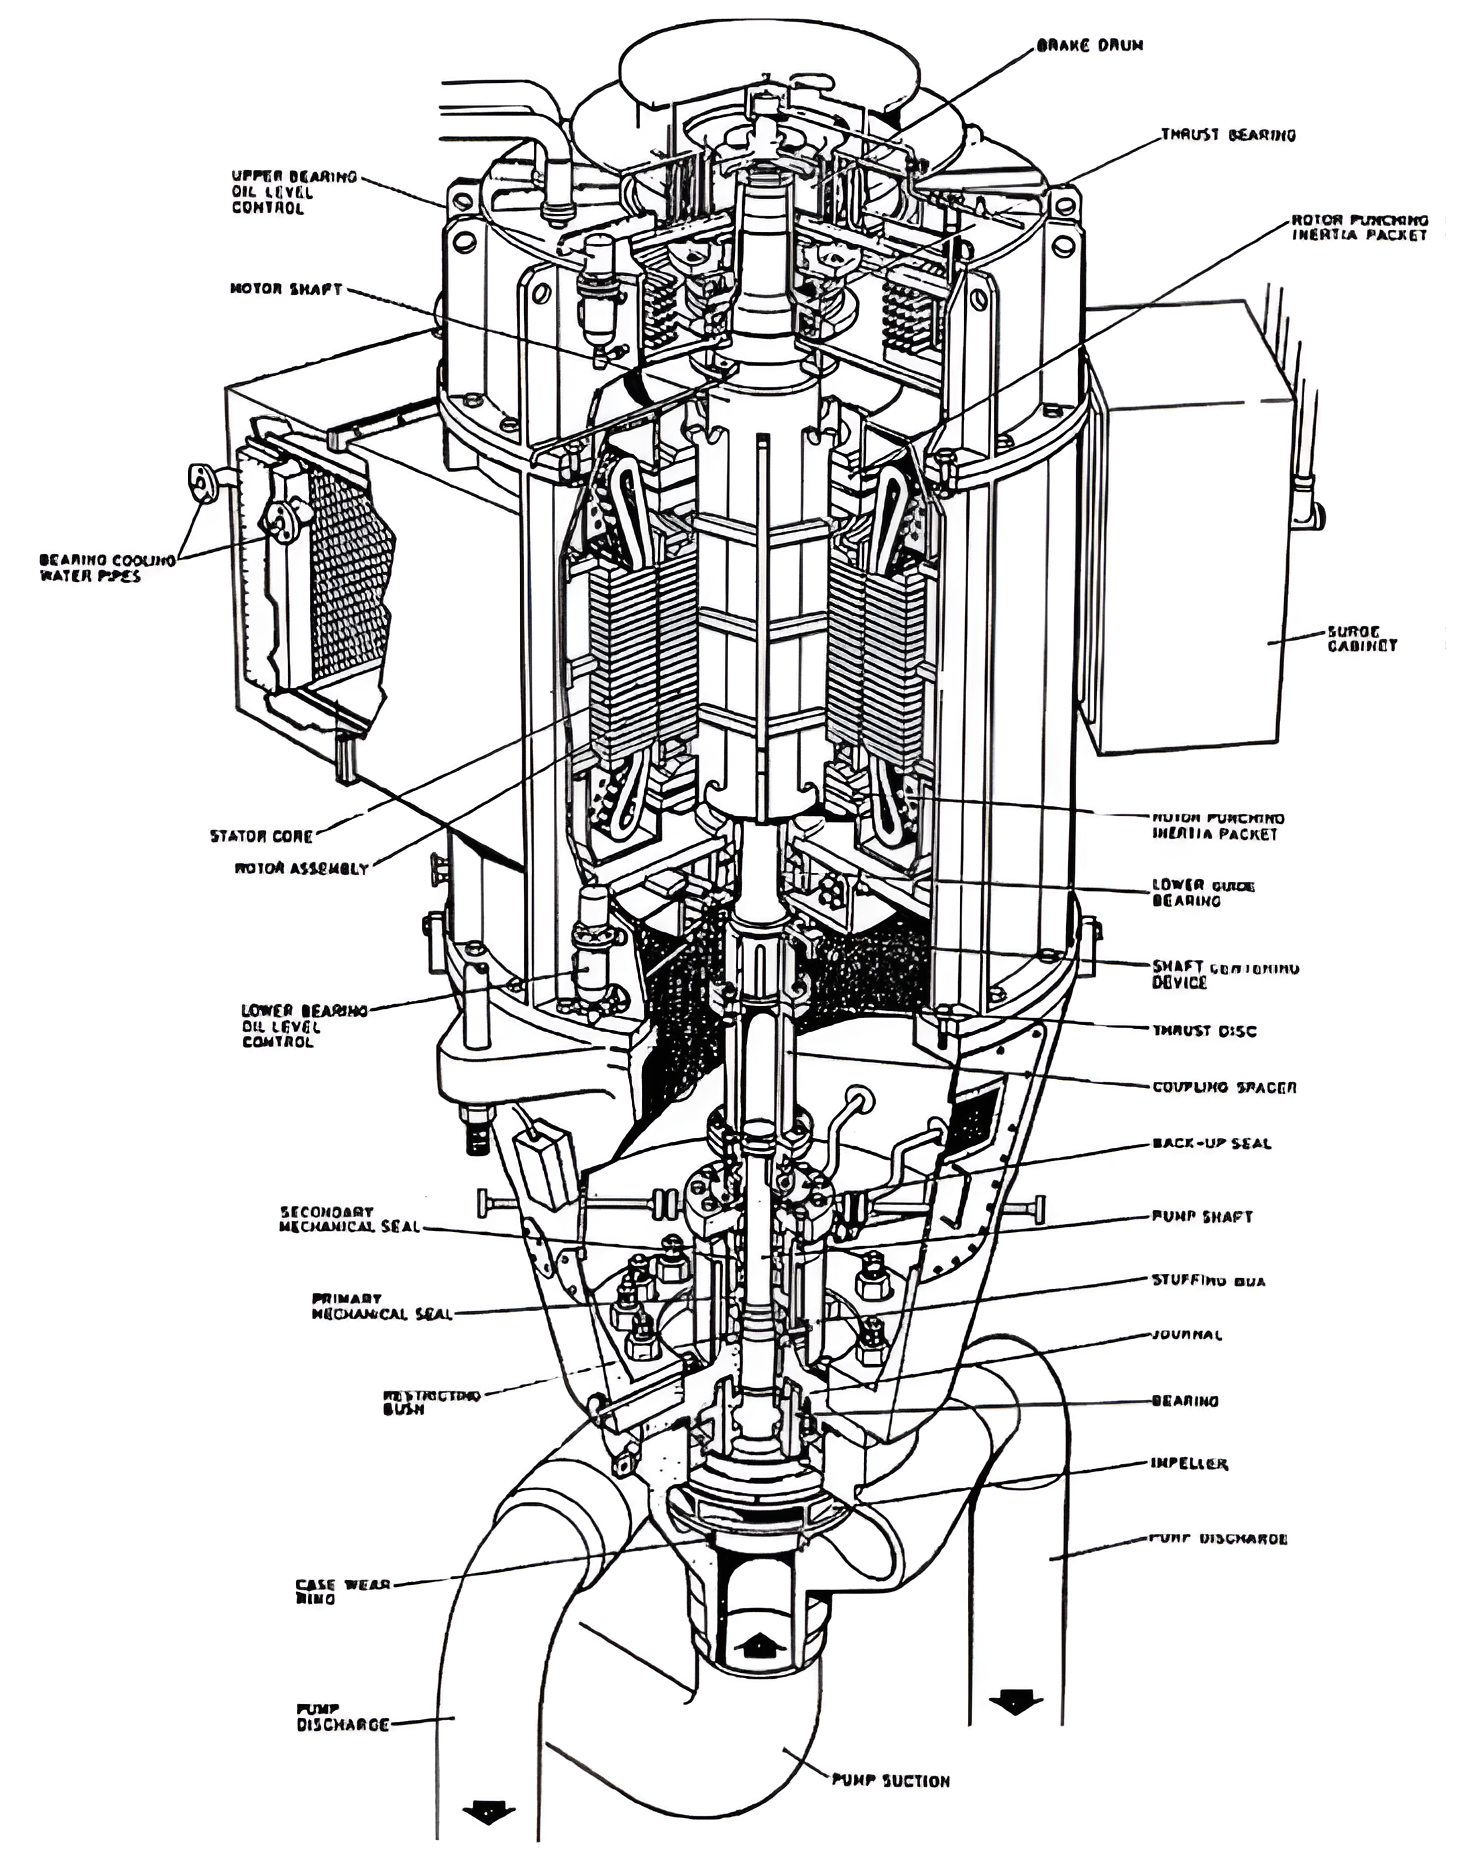 BRAKE DRUM
THRUST BEARING
UPPER BEARING
OIL LEVEL
CONTROL
ROTOR PUNCHING
INERTIA PACKET
MOTOR SHAFT
BEARING COOLING
WATER PIPES
SURGE
CABINET
STATOR CORE
ROTOR ASSEMBLY
ROTOR PUNCHING
INERTIA PACKET
LOWER GUIDE
BEARING
SHAFT
DEVICE
LOWER BEARING
OIL LEVEL
CONTROL
THRUST DISC
COUPLING SPACER
BACK-UP SEAL
SECONDARY
MECHANICAL SEAL
PUMP SHAFT
STUFFING
PRIMARY
MECHANICAL SEAL
JOURNAL
RESTRICTING
BUSH
BEARING
IMPELLER
PUMP DISCHARGE
CASE WEAR
RING
PUMP
DISCHARGE
PUMP SUCTION